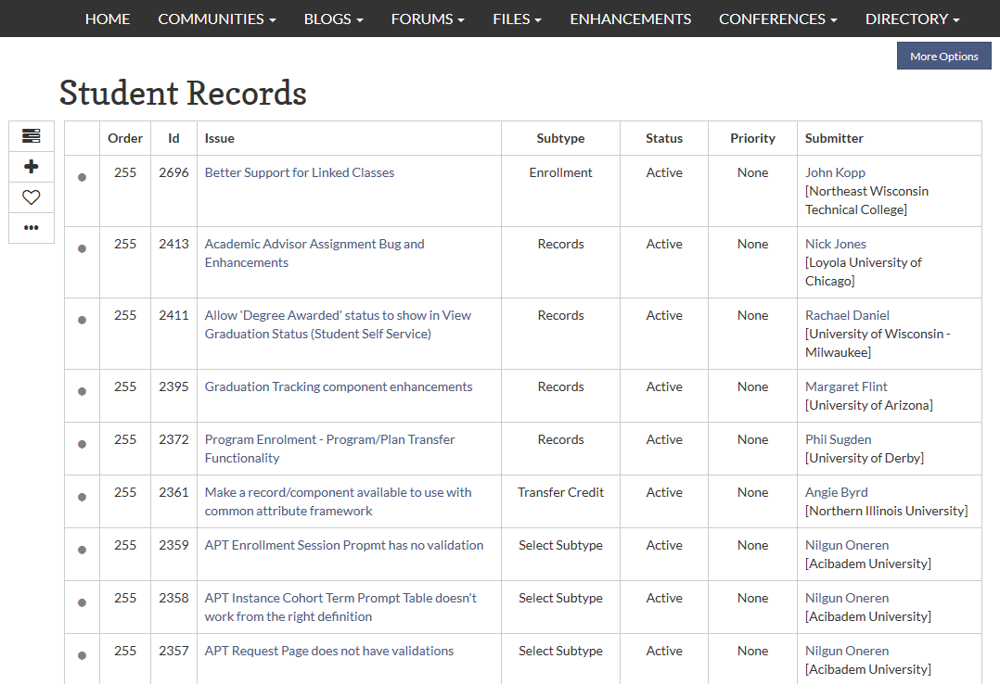 HOME COMMUNITIES BLOGS FORUMS FILES ENHANCEMENTS CONFERENCES DIRECTORY
More Options
Student Records
Order Id Issue Subtype Status Priority Submitter
255 2696 Better Support for Linked Classes Enrollment Active None John Kopp
[Northeast Wisconsin
Technical College]
255 2413 Academic Advisor Assignment Bug and Records Active None Nick Jones
Enhancements [Loyola University of
Chicago]
255 2411 Allow 'Degree Awarded' status to show in View Records Active None Rachael Daniel
Graduation Status (Student Self Service) [University of Wisconsin -
Milwaukee]
255 2395 Graduation Tracking component enhancements Records Active None Margaret Flint
[University of Arizona]
255 2372 Program Enrolment - Program/Plan Transfer Records Active None Phil Sugden
Functionality [University of Derby]
255 2361 Make a record/component available to use with Transfer Credit Active None Angie Byrd
common attribute framework [Northern Illinois University]
255 2359 APT Enrollment Session Propmt has no validation Select Subtype Active None Nilgun Oneren
[Acibadem University]
255 2358 APT Instance Cohort Term Prompt Table doesn't Select Subtype Active None Nilgun Oneren
work from the right definition [Acibadem University]
255 2357 APT Request Page does not have validations Select Subtype Active None Nilgun Oneren
[Acibadem University]